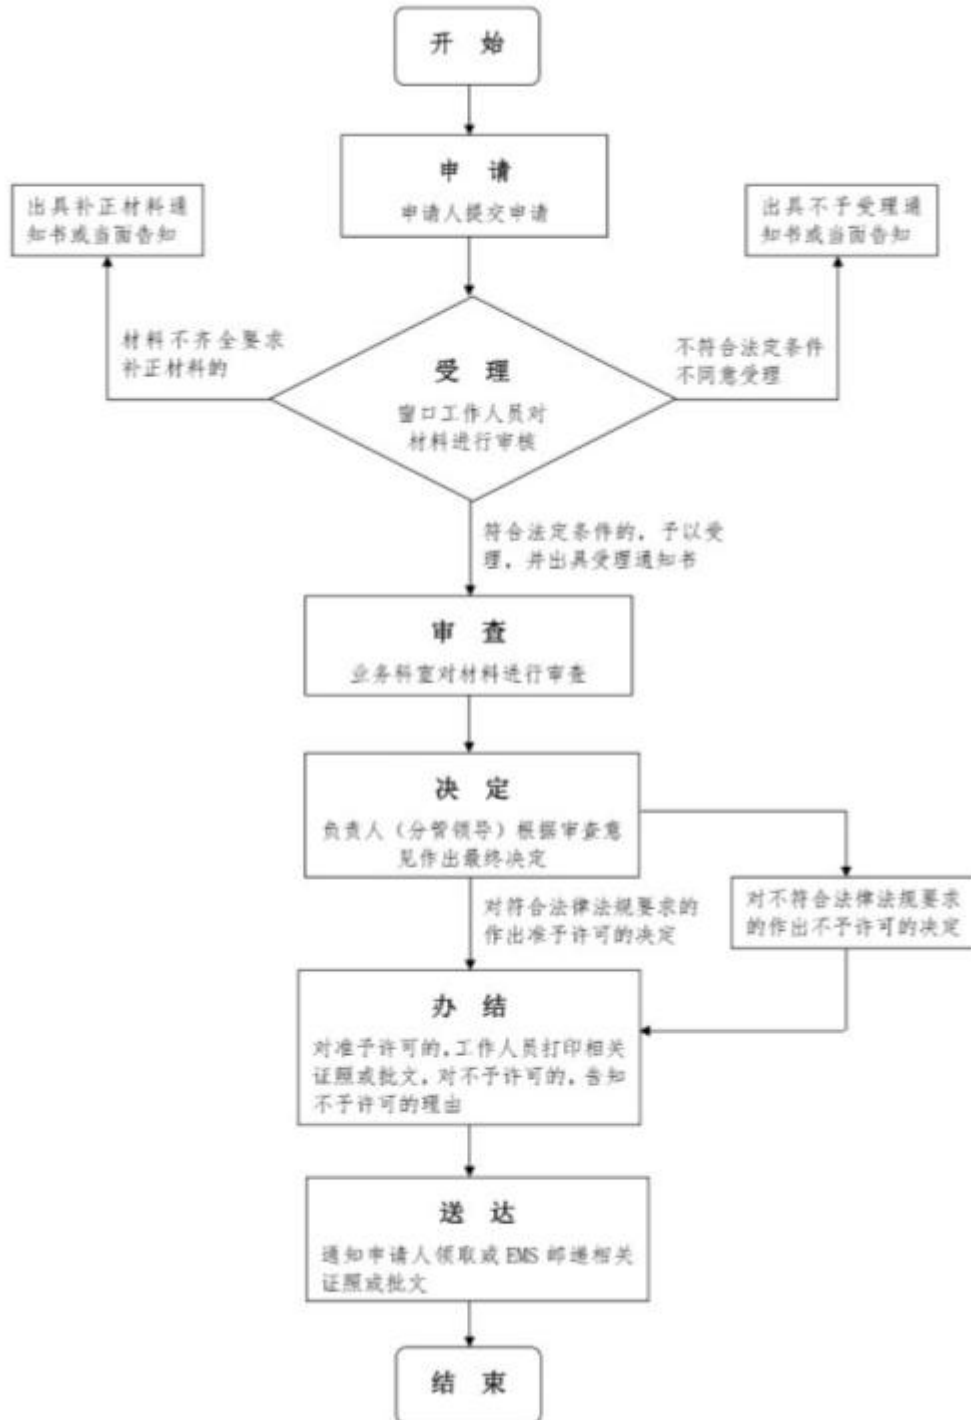 开 始
申 请
申请人提交申请
出具补正材料通
知书或当面告知
出具不予受理通
知书或当面告知
材料不齐全要求
补正材料的
不符合法定条件
不同意受理
受 理
窗口工作人员对
材料进行审核
符合法定条件的，予以受
理，并出具受理通知书
审 查
业务科室对材料进行审查
决 定
负责人（分管领导）根据审查意
见作出最终决定
对符合法律法规要求的
作出准予许可的决定
对不符合法律法规要求
的作出不予许可的决定
办 结
对准予许可的，工作人员打印相关
证照或批文，对不予许可的，告知
不予许可的理由
送 达
通知申请人领取或 EMS 邮递相关
证照或批文
结 束